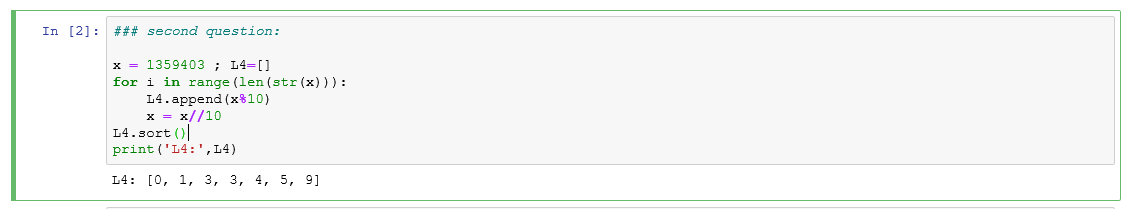 In [2]: ### second question:
x = 1359403 ; L4=[]
for i in range(len(str(x))):
    L4.append(x%10)
    x = x//10
L4.sort()
print('L4:',L4)
L4: [0, 1, 3, 3, 4, 5, 9]